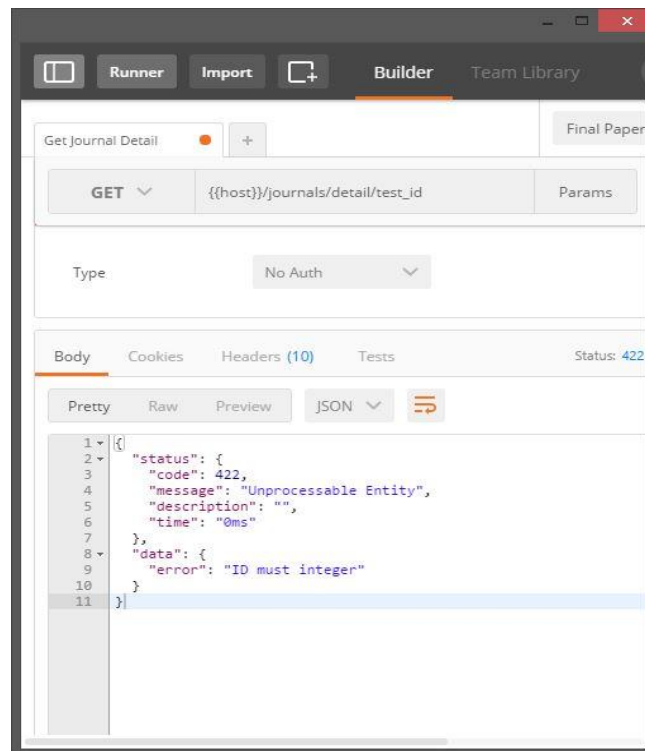 Runner Import Builder Team Library
Get Journal Detail + Final Paper
GET {{host}}/journals/detail/test_id Params
Type No Auth
Body Cookies Headers (10) Tests Status: 422
Pretty Raw Preview JSON
1 {
2 "status": {
3 "code": 422,
4 "message": "Unprocessable Entity",
5 "description": "",
6 "time": "0ms"
7 },
8 "data": {
9 "error": "ID must integer"
10 }
11 }